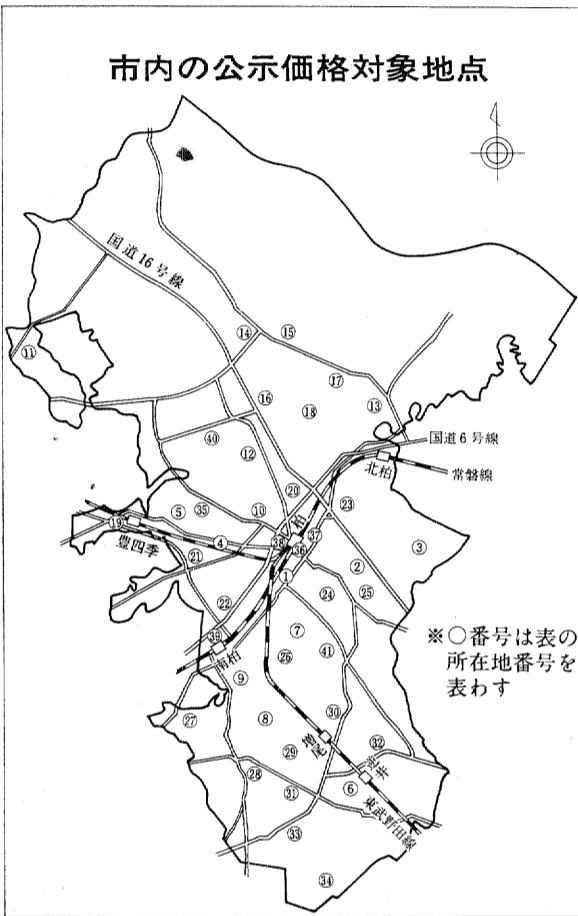 市内の公示価格対象地点
国道16号線
⑪
⑭
⑮
⑰
⑯
⑱
⑬
㊵
⑫
国道6号線
北柏
常磐線
⑳
㉓
⑤
㉟
⑩
柏
⑲
豊四季
④
㊳
㊲
㊱
③
㉑
①
②
㉒
㉔
㉕
㊴
南柏
⑦
㊶
※○番号は表の
所在地番号を
表わす
⑨
㉖
㉗
⑧
㉚
増尾
㉙
㉜
逆井
㉘
㉛
⑥
東武野田線
㉝
㉞